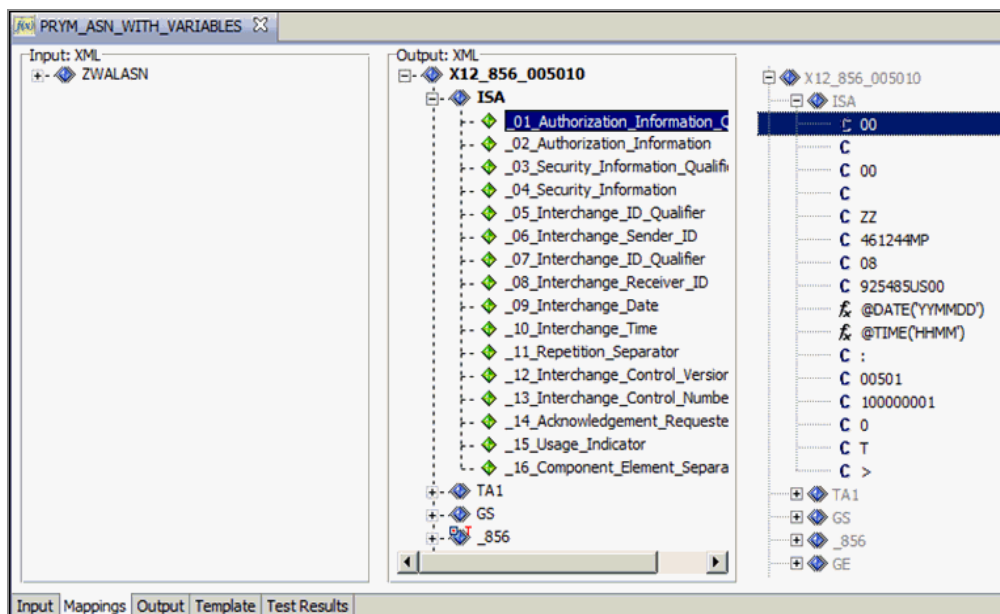 PRYM_ASN_WITH_VARIABLES
Input: XML
ZWALASN
Output: XML
X12_856_005010
ISA
_01_Authorization_Information_Q
_02_Authorization_Information
_03_Security_Information_Qualifi
_04_Security_Information
_05_Interchange_ID_Qualifier
_06_Interchange_Sender_ID
_07_Interchange_ID_Qualifier
_08_Interchange_Receiver_ID
_09_Interchange_Date
_10_Interchange_Time
_11_Repetition_Separator
_12_Interchange_Control_Version
_13_Interchange_Control_Numbe
_14_Acknowledgement_Requeste
_15_Usage_Indicator
_16_Component_Element_Separa
TA1
GS
_856
X12_856_005010
ISA
C 00
C
C 00
C
C ZZ
C 461244MP
C 08
C 925485US00
fx @DATE('YYMMDD')
fx @TIME('HHMM')
C :
C 00501
C 100000001
C 0
C T
C >
TA1
GS
_856
GE
Input Mappings Output Template Test Results